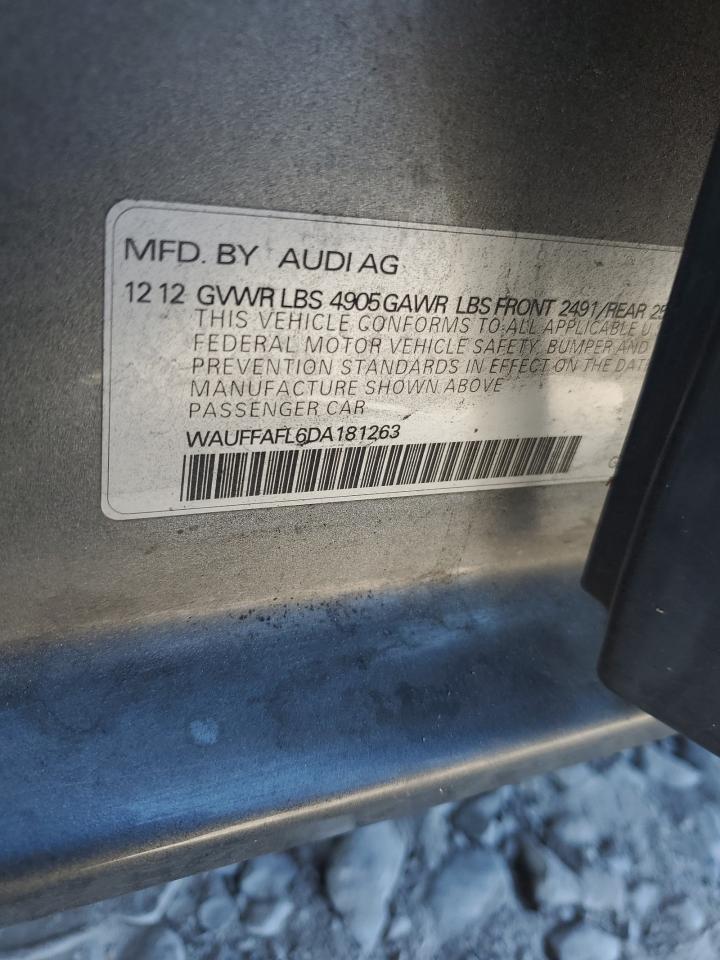 MFD. BY AUDI AG
12 12 GVWR LBS 4905 GAWR LBS FRONT 2491/REAR
THIS VEHICLE CONFORMS TO ALL APPLICABLE U
FEDERAL MOTOR VEHICLE SAFETY, BUMPER AND
PREVENTION STANDARDS IN EFFECT ON THE DATE
MANUFACTURE SHOWN ABOVE
PASSENGER CAR
WAUFFAFL6DA181263